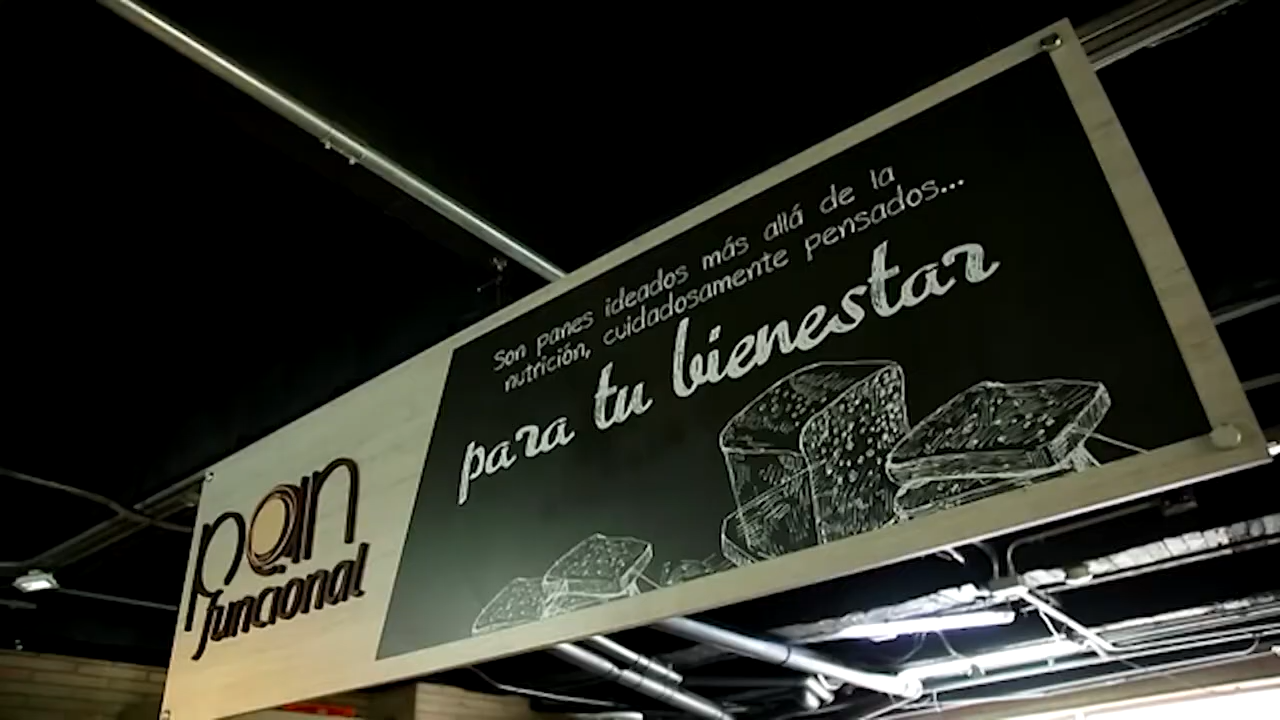 pan
funcional
Son panes ideados más allá de la
nutrición, cuidadosamente pensados...
para tu bienestar